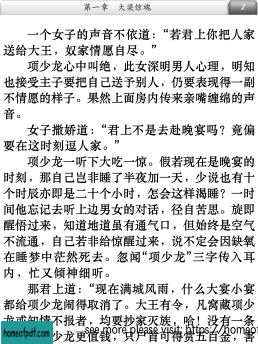 第一章 大梁惊魂
2
一个女子的声音不依道：“若君上你把人家
送给大王，奴家情愿自尽。”
项少龙心中叫绝，此女深明男人心理，明知
也接受主子要把自己送予别人，仍要表现得一副
不情愿的样子。果然上面房内传来亲嘴缠绵的声
音。
女子撒娇道：“君上不是去赴晚宴吗？竟偏
要在这时刻逗人家。”
项少龙一听下大吃一惊。假若现在是晚宴的
时刻，那自己岂非睡了半夜加一天，少说也有十
个时辰亦即是二十个小时，怎会这样渴睡？一时
间他忘记去听上边男女的对话，径自苦思。旋即
醒悟过来，知道地道虽有通气口，但始终是空气
不流通，自己若非给惊醒过来，说不定会因缺氧
在睡梦中茫然死去。忽闻“项少龙”三字传入耳
内，忙又倾神细听。
那君上道：“现在满城风雨，什么大宴小宴
都给项少龙闹得取消了。大王有令，凡窝藏项少
龙或知情不报者，均要抄家灭族，哈！没有一条
少龙更值钱，只尸首可得赏五百金，害
homeofpdf.com
see more please visit: https://homeof